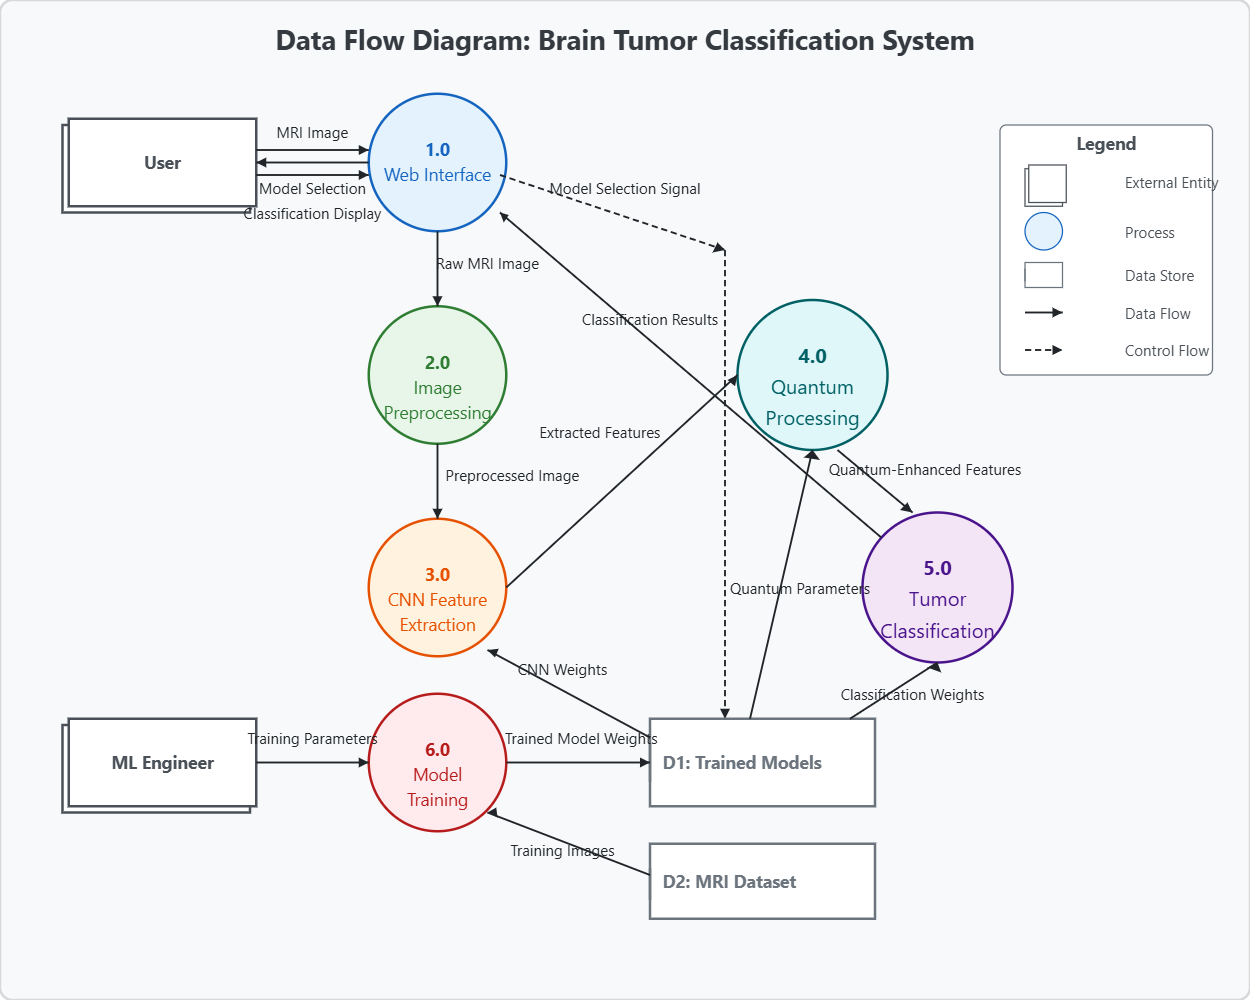 Data Flow Diagram: Brain Tumor Classification System
User
MRI Image
Model Selection
Classification Display
1.0
Web Interface
Model Selection Signal
Raw MRI Image
Classification Results
2.0
Image
Preprocessing
4.0
Quantum
Processing
Extracted Features
Preprocessed Image
Quantum-Enhanced Features
3.0
CNN Feature
Extraction
5.0
Tumor
Classification
Quantum Parameters
CNN Weights
Classification Weights
ML Engineer
Training Parameters
6.0
Model
Training
Trained Model Weights
D1: Trained Models
Training Images
D2: MRI Dataset
Legend
External Entity
Process
Data Store
Data Flow
Control Flow